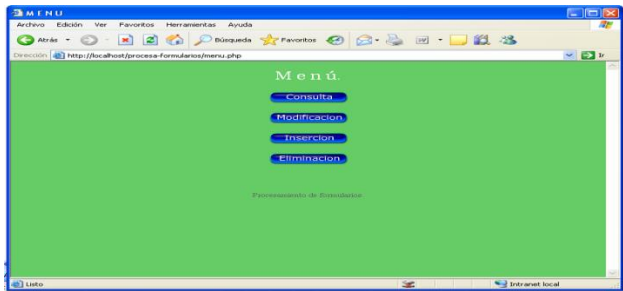 M E N U
Archivo Edición Ver Favoritos Herramientas Ayuda
Atrás Búsqueda Favoritos
Dirección http://localhost/procesa-formularios/menu.php Ir
M e n ú.
Consulta
Modificacion
Insercion
Eliminacion
Procesamiento de Formularios
Listo Intranet local